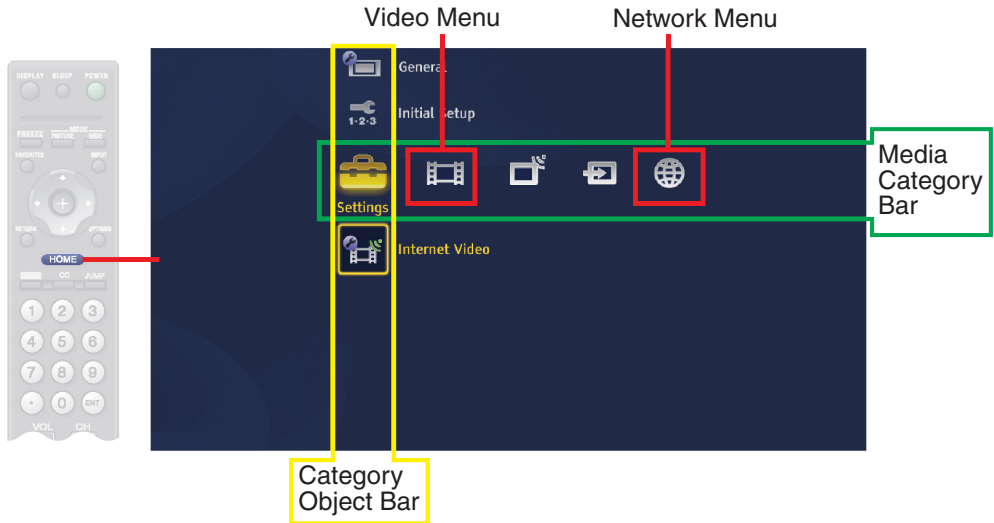 Video Menu
Network Menu
DISPLAY SLEEP POWER
General
1-2-3 Initial Setup
FREEZE MODE
PICTURE WIDE
FAVORITES INPUT
Media
Category
Bar
Settings
RETURN OPTIONS
Internet Video
HOME
CC JUMP
1 2 3
4 5 6
7 8 9
· 0 ENT
VOL CH
Category
Object Bar